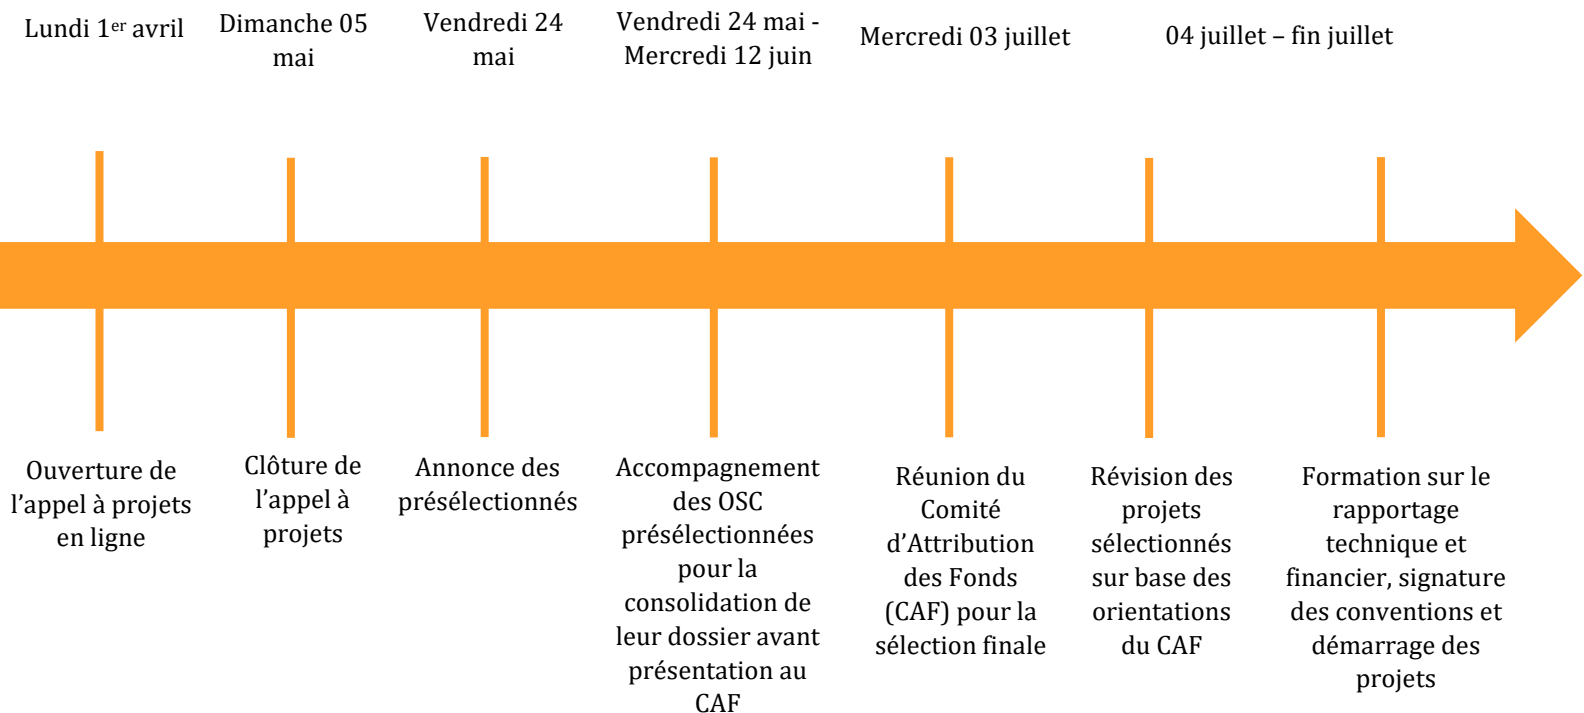 Lundi 1er avril
Dimanche 05
mai
Vendredi 24
mai
Vendredi 24 mai -
Mercredi 12 juin
Mercredi 03 juillet
04 juillet – fin juillet
Ouverture de
l’appel à projets
en ligne
Clôture de
l’appel à
projets
Annonce des
présélectionnés
Accompagnement
des OSC
présélectionnées
pour la
consolidation de
leur dossier avant
présentation au
CAF
Réunion du
Comité
d’Attribution
des Fonds
(CAF) pour la
sélection finale
Révision des
projets
sélectionnés
sur base des
orientations
du CAF
Formation sur le
rapportage
technique et
financier, signature
des conventions et
démarrage des
projets